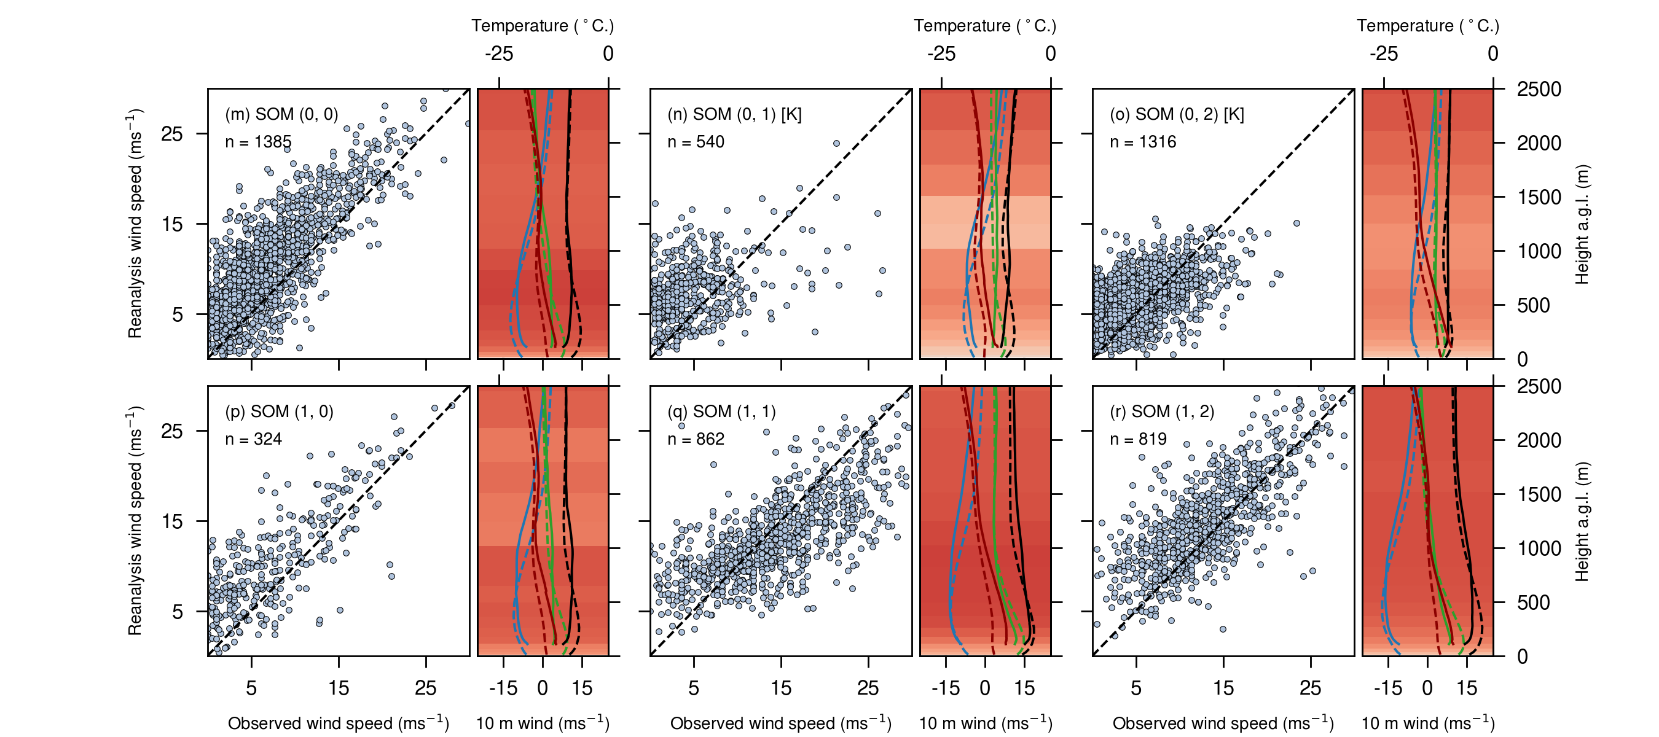 Temperature (°C.) Temperature (°C.) Temperature (°C.)
-25 0 -25 0 -25 0
(m) SOM (0, 0)
n = 1385
(n) SOM (0, 1) [K]
n = 540
(o) SOM (0, 2) [K]
n = 1316
Reanalysis wind speed (ms⁻¹)
25
15
5
2500
2000
1500
1000
500
0
Height a.g.l. (m)
(p) SOM (1, 0)
n = 324
(q) SOM (1, 1)
n = 862
(r) SOM (1, 2)
n = 819
Reanalysis wind speed (ms⁻¹)
25
15
5
2500
2000
1500
1000
500
0
Height a.g.l. (m)
5 15 25 -15 0 15 5 15 25 -15 0 15 5 15 25 -15 0 15
Observed wind speed (ms⁻¹) 10 m wind (ms⁻¹) Observed wind speed (ms⁻¹) 10 m wind (ms⁻¹) Observed wind speed (ms⁻¹) 10 m wind (ms⁻¹)